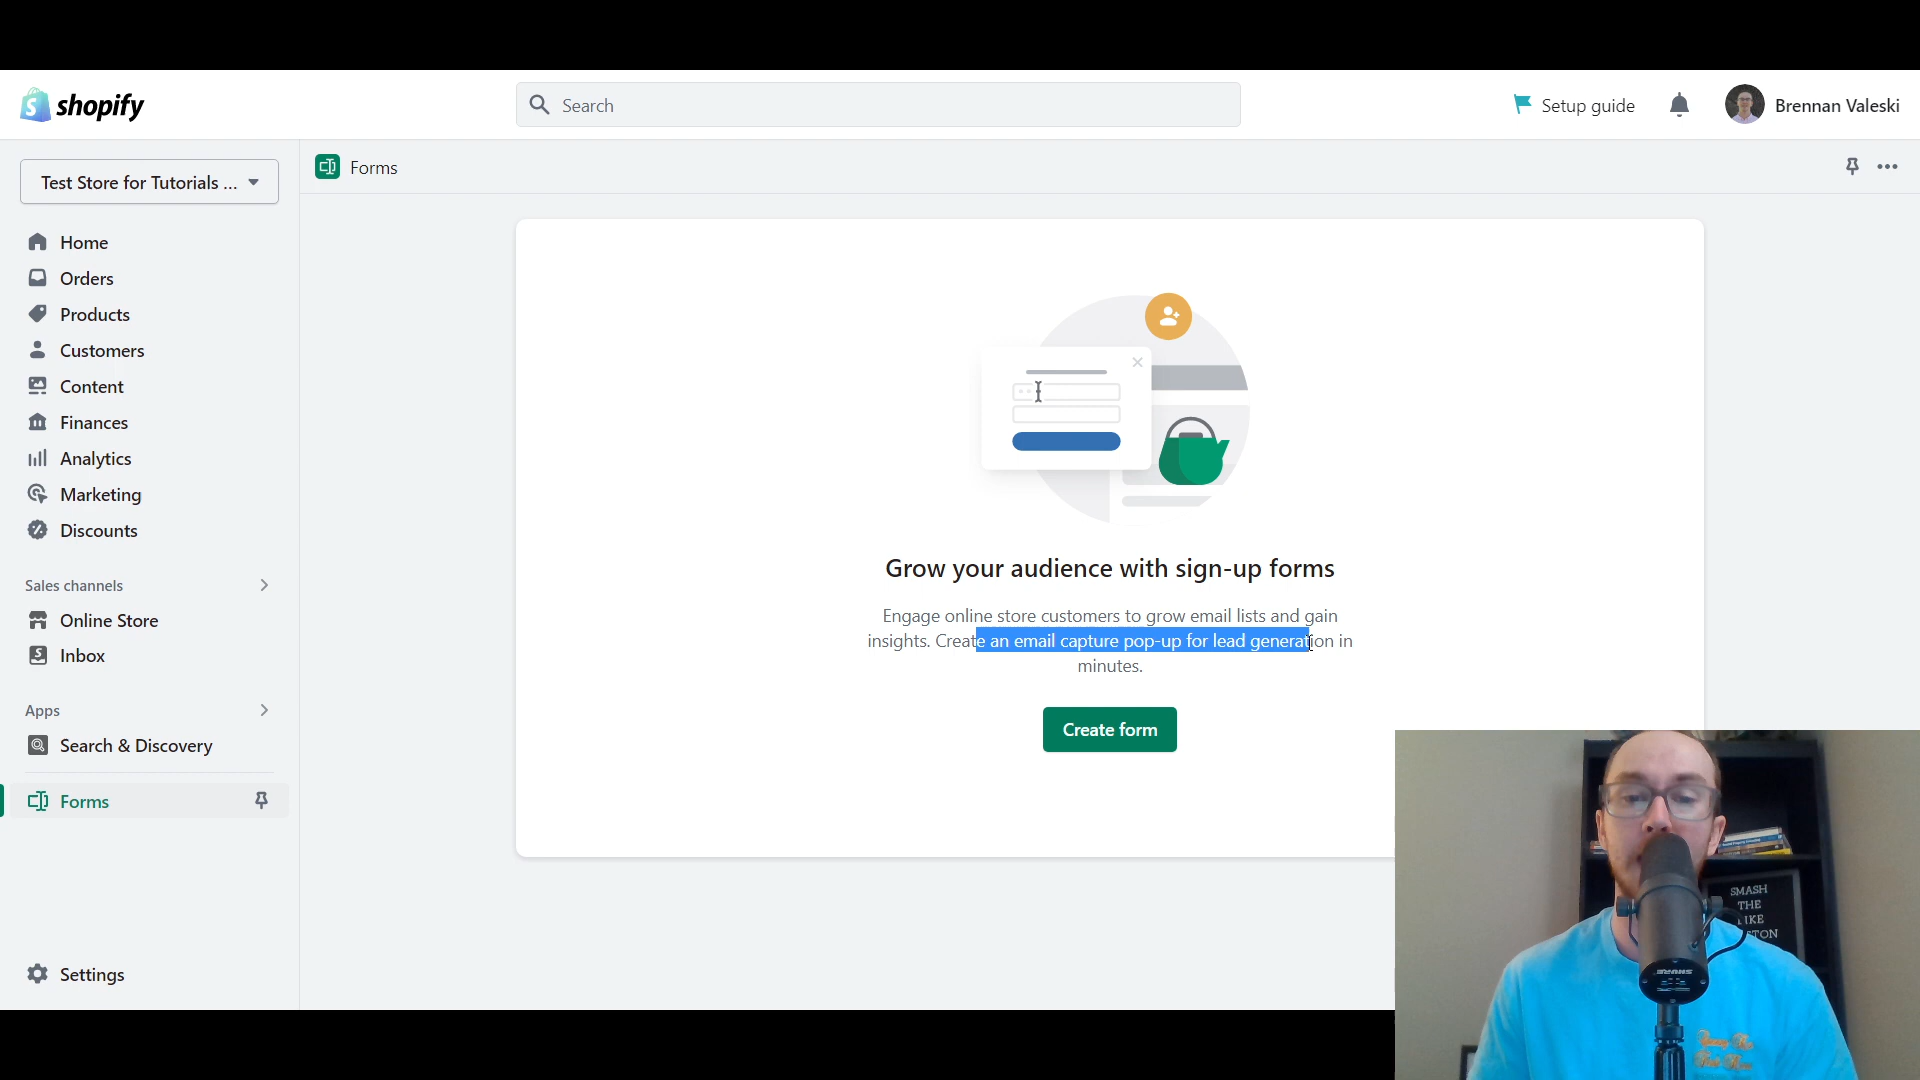 shopify
Search
Setup guide
Brennan Valeski
Test Store for Tutorials ...
Forms
Home
Orders
Products
Customers
Content
Finances
Analytics
Marketing
Discounts
Sales channels
Online Store
Inbox
Apps
Search & Discovery
Forms
Settings
Grow your audience with sign-up forms
Engage online store customers to grow email lists and gain
insights. Create an email capture pop-up for lead generation in
minutes.
Create form
SMASH
THE